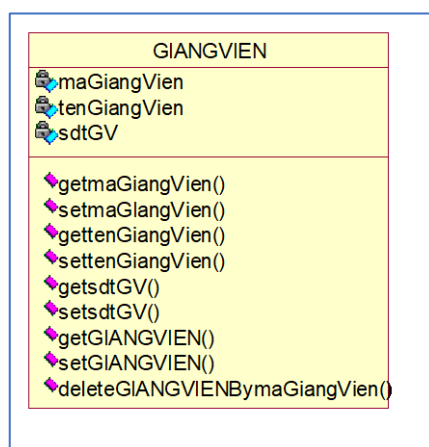 GIANGVIEN
maGiangVien
tenGiangVien
sdtGV
getmaGiangVien()
setmaGIangVien()
gettenGiangVien()
settenGiangVien()
getsdtGV()
setsdtGV()
getGIANGVIEN()
setGIANGVIEN()
deleteGIANGVIENBymaGiangVien()